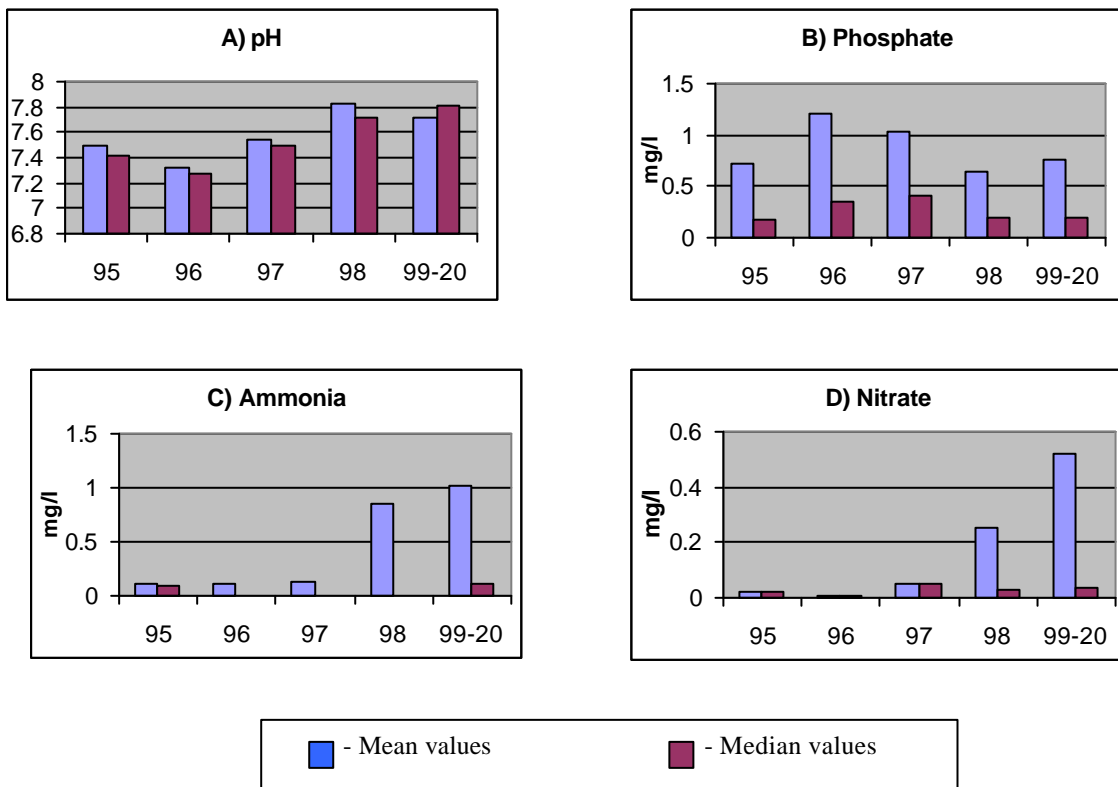 A) pH
8
7.8
7.6
7.4
7.2
7
6.8
95 96 97 98 99-20
B) Phosphate
mg/l
1.5
1
0.5
0
95 96 97 98 99-20
C) Ammonia
mg/l
1.5
1
0.5
0
95 96 97 98 99-20
D) Nitrate
mg/l
0.6
0.4
0.2
0
95 96 97 98 99-20
- Mean values - Median values